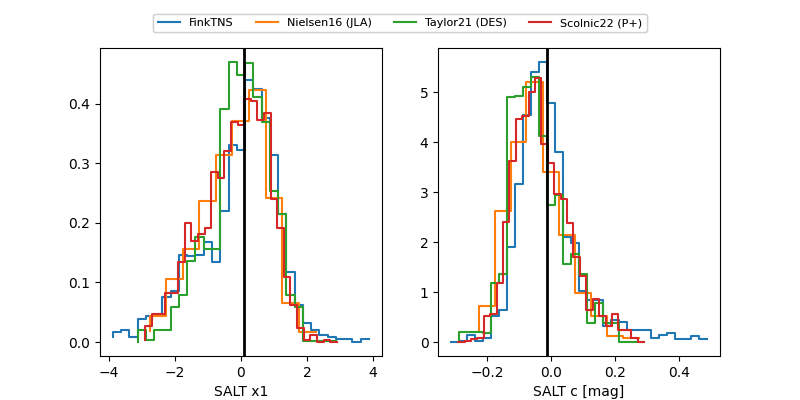 FinkTNS Nielsen16 (JLA) Taylor21 (DES) Scolnic22 (P+)
0.4
0.3
0.2
0.1
0.0
−4 −2 0 2 4
SALT x1
5
4
3
2
1
0
−0.2 0.0 0.2 0.4
SALT c [mag]